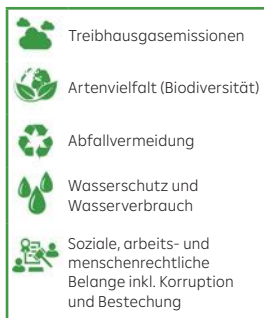 Treibhausgasemissionen
Artenvielfalt (Biodiversität)
Abfallvermeidung
Wasserschutz und
Wasserverbrauch
Soziale, arbeits- und
menschenrechtliche
Belange inkl. Korruption
und Bestechung